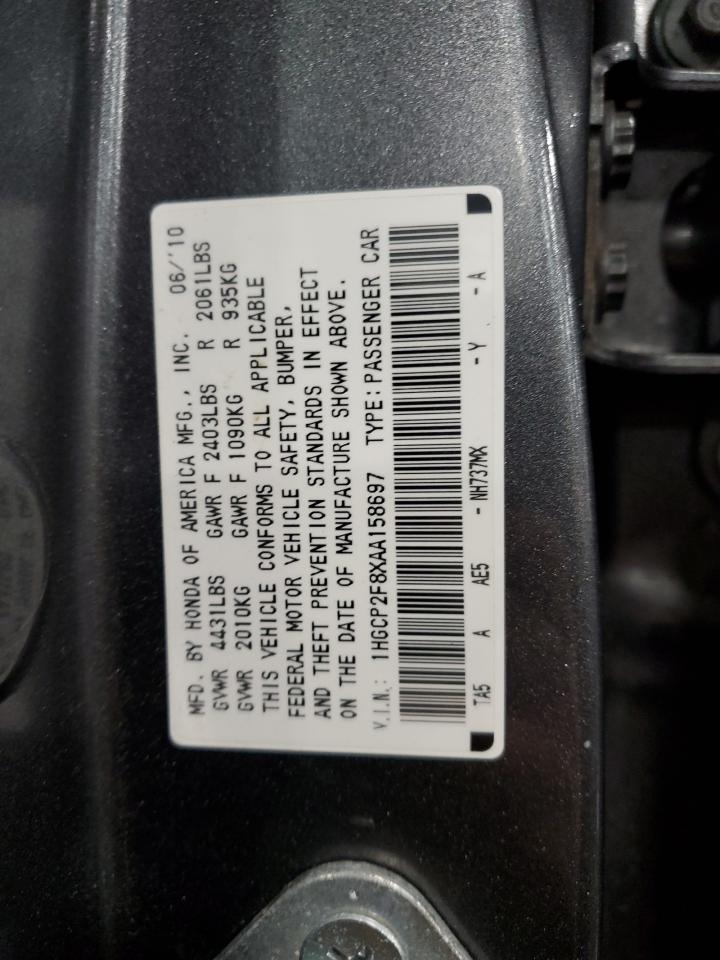 MFD. BY HONDA OF AMERICA MFG., INC. 06/'10
GVWR 4431LBS GAWR F 2403LBS R 2061LBS
GVWR 2010KG GAWR F 1090KG R 935KG
THIS VEHICLE CONFORMS TO ALL APPLICABLE
FEDERAL MOTOR VEHICLE SAFETY, BUMPER,
AND THEFT PREVENTION STANDARDS IN EFFECT
ON THE DATE OF MANUFACTURE SHOWN ABOVE.
V.I.N.: 1HGCP2F8XAA158697 TYPE: PASSENGER CAR
TA5 A AE5 - NH737MX - Y - A